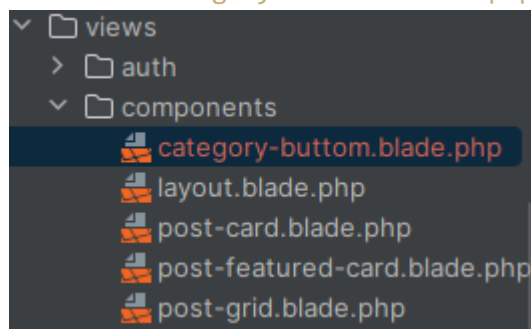 views
auth
components
category-buttom.blade.php
layout.blade.php
post-card.blade.php
post-featured-card.blade.php
post-grid.blade.php